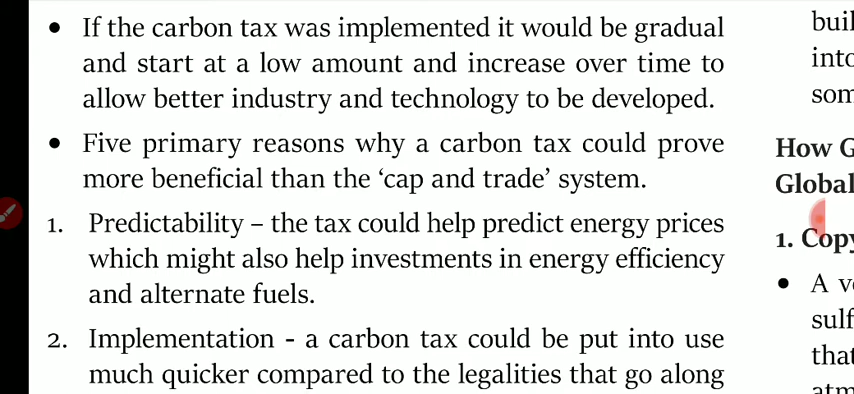 • If the carbon tax was implemented it would be gradual
and start at a low amount and increase over time to
allow better industry and technology to be developed.
• Five primary reasons why a carbon tax could prove
more beneficial than the ‘cap and trade’ system.
1. Predictability – the tax could help predict energy prices
which might also help investments in energy efficiency
and alternate fuels.
2. Implementation - a carbon tax could be put into use
much quicker compared to the legalities that go along
How
Global
1.
• A
that